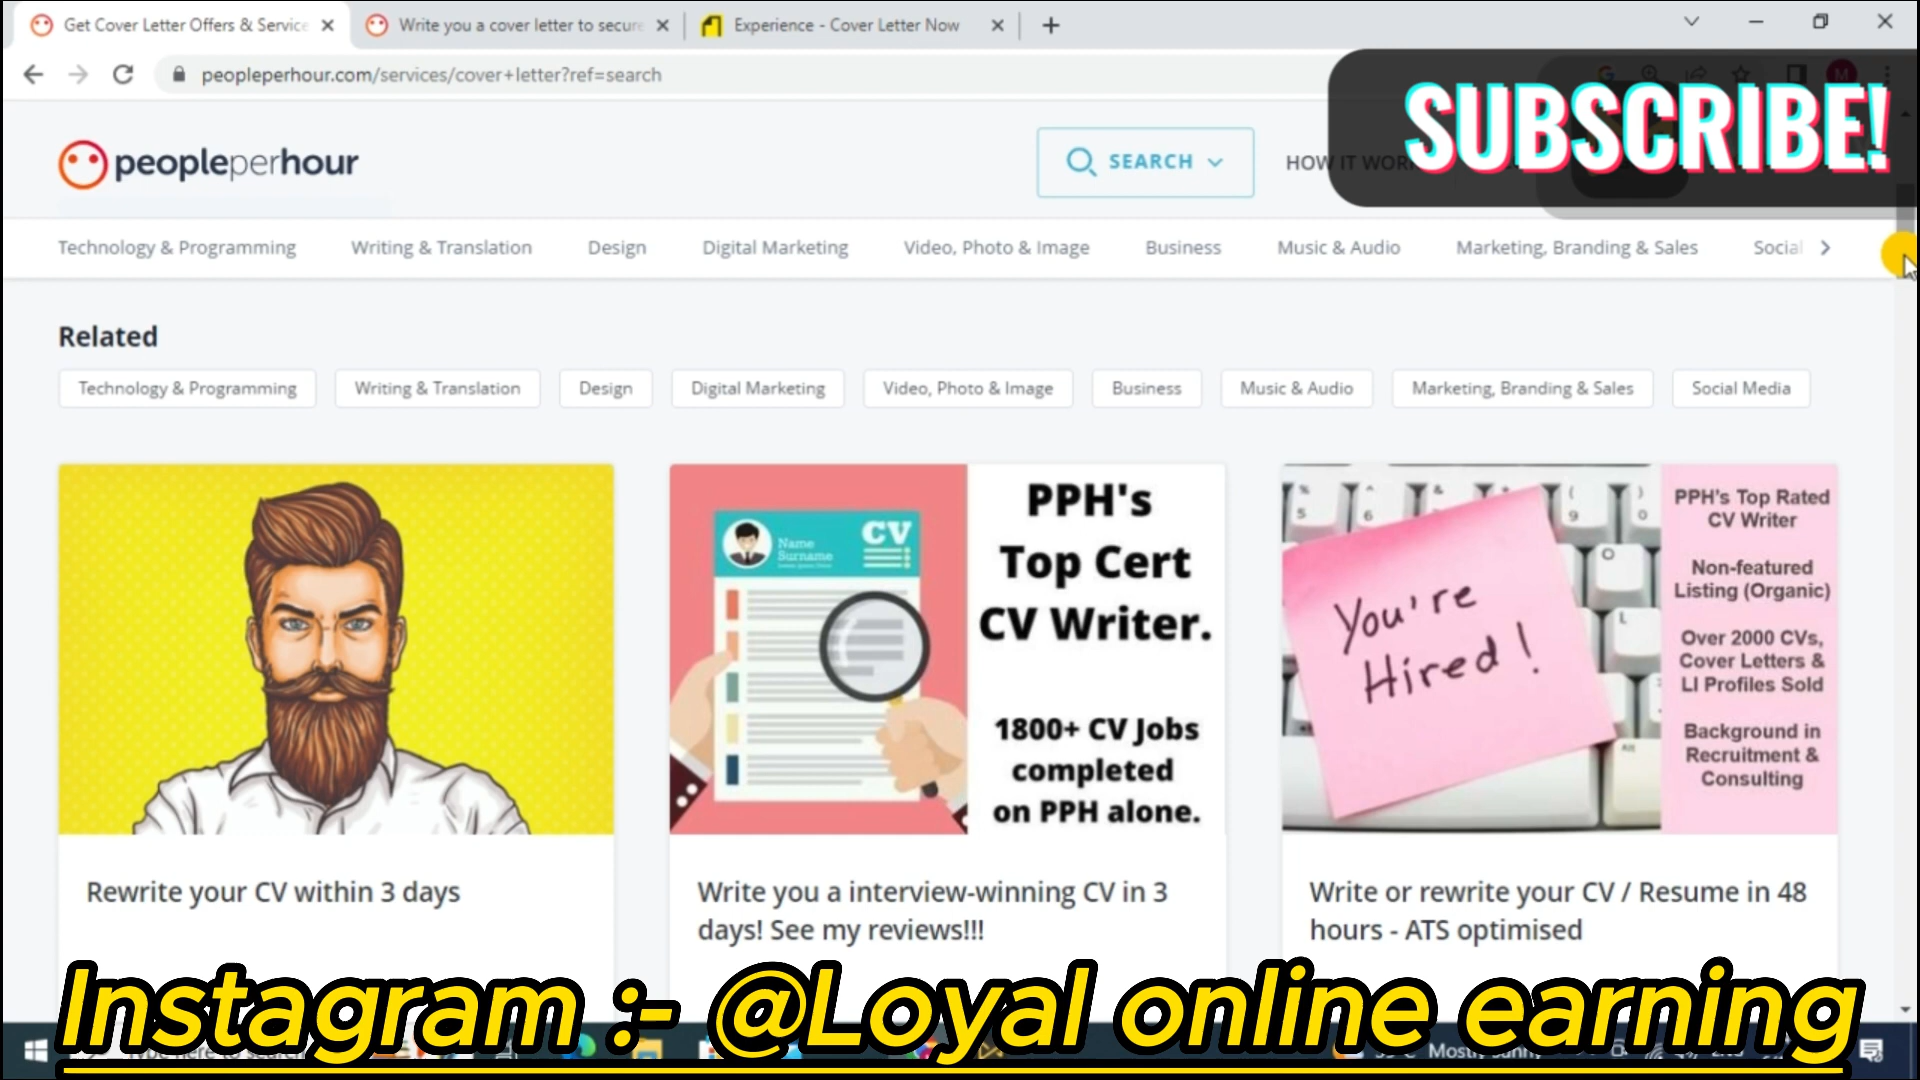 Get Cover Letter Offers & Service
Write you a cover letter to secure
Experience - Cover Letter Now
peopleperhour.com/services/cover+letter?ref=search
SUBSCRIBE!
peopleperhour
SEARCH
HOW IT WOR
Technology & Programming
Writing & Translation
Design
Digital Marketing
Video, Photo & Image
Business
Music & Audio
Marketing, Branding & Sales
Social
Related
Technology & Programming
Writing & Translation
Design
Digital Marketing
Video, Photo & Image
Business
Music & Audio
Marketing, Branding & Sales
Social Media
Name
Surname
CV
PPH's
Top Cert
CV Writer.
1800+ CV Jobs
completed
on PPH alone.
You're
Hired!
PPH's Top Rated
CV Writer
Non-featured
Listing (Organic)
Over 2000 CVs,
Cover Letters &
LI Profiles Sold
Background in
Recruitment &
Consulting
Rewrite your CV within 3 days
Write you a interview-winning CV in 3
days! See my reviews!!!
Write or rewrite your CV / Resume in 48
hours - ATS optimised
Instagram :- @Loyal online earning